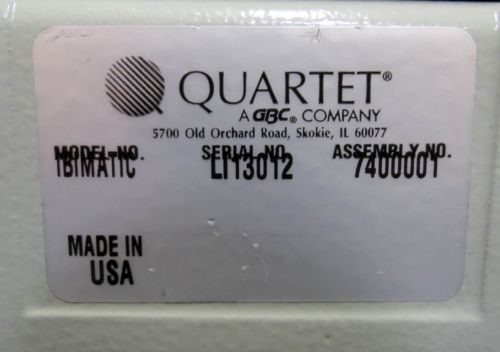 QUARTET®
A GBC® COMPANY
5700 Old Orchard Road, Skokie, IL 60077
MODEL NO. SERIAL NO. ASSEMBLY NO.
IBIMATIC LI13012 7400001
MADE IN
USA